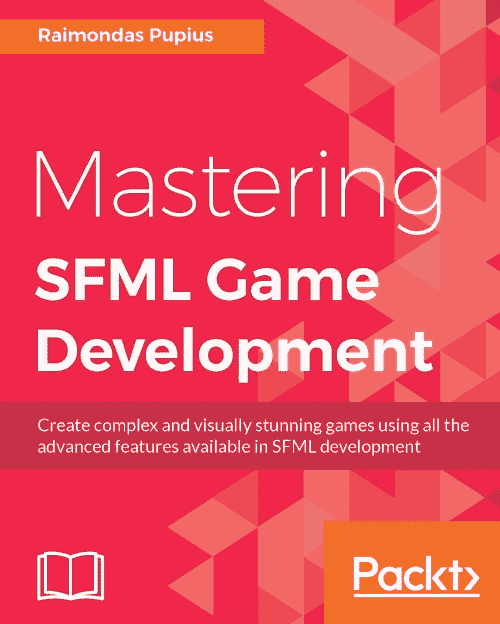 Raimondas Pupius
Mastering
SFML Game
Development
Create complex and visually stunning games using all the
advanced features available in SFML development
Packt>